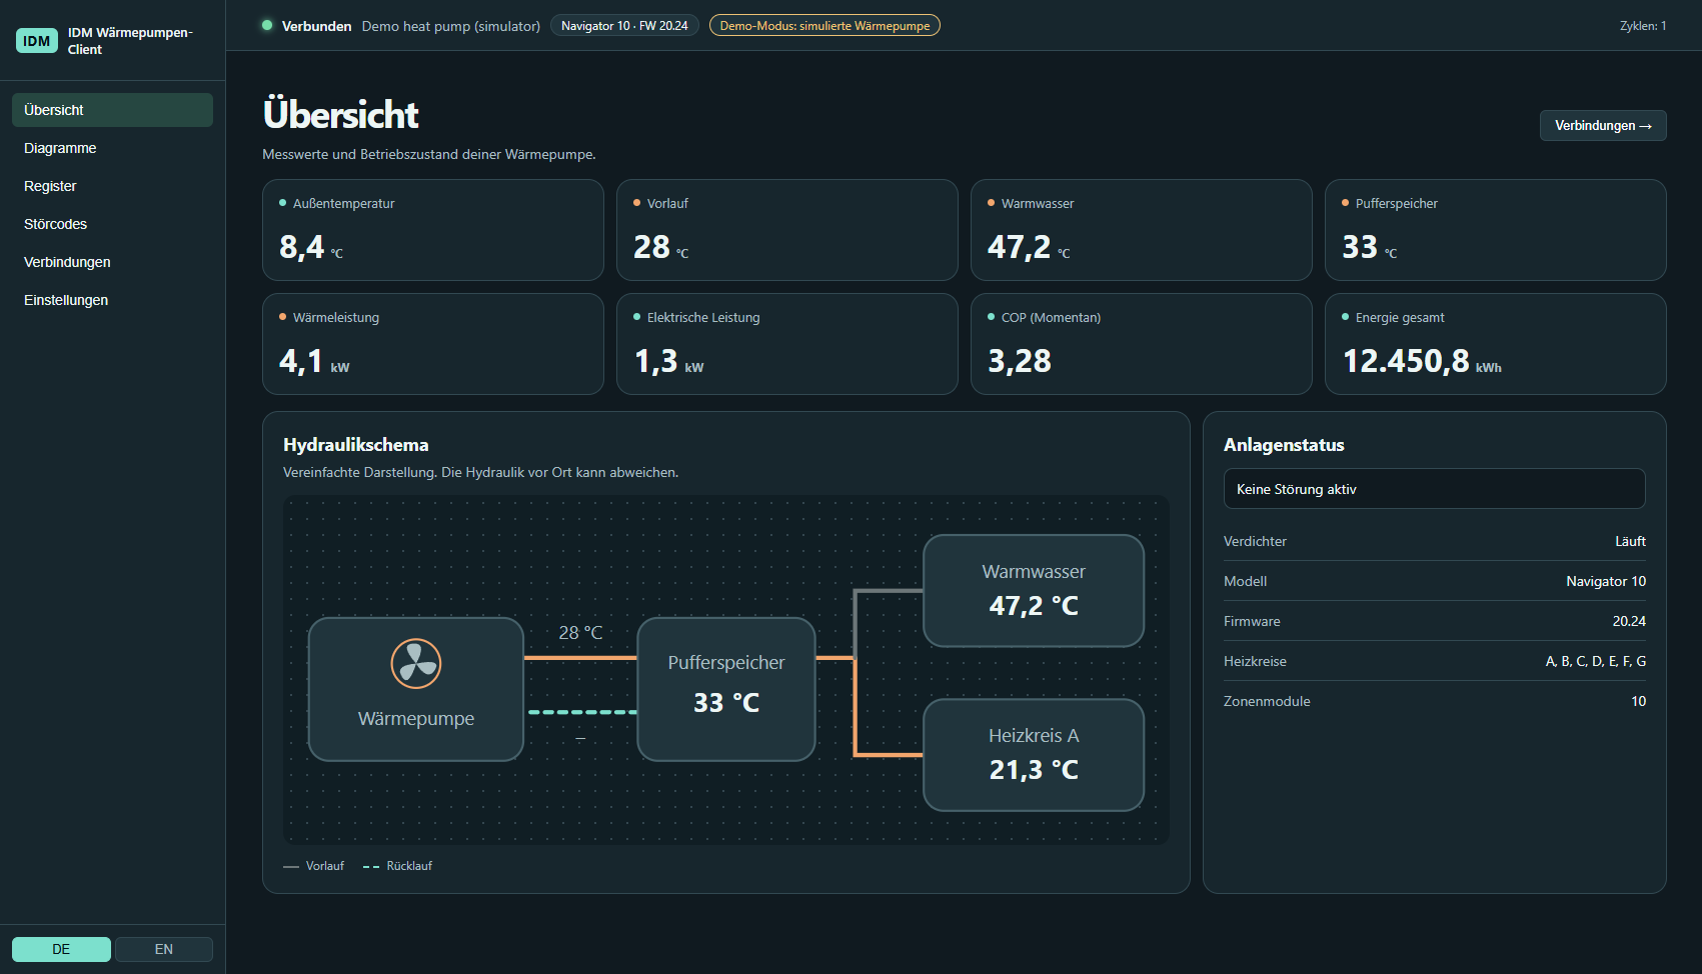 IDM
IDM Wärmepumpen-
Client
Übersicht
Diagramme
Register
Störcodes
Verbindungen
Einstellungen
DE
EN
Verbunden
Demo heat pump (simulator)
Navigator 10 · FW 20.24
Demo-Modus: simulierte Wärmepumpe
Zyklen: 1
Übersicht
Messwerte und Betriebszustand deiner Wärmepumpe.
Verbindungen →
Außentemperatur
8,4 °C
Vorlauf
28 °C
Warmwasser
47,2 °C
Pufferspeicher
33 °C
Wärmeleistung
4,1 kW
Elektrische Leistung
1,3 kW
COP (Momentan)
3,28
Energie gesamt
12.450,8 kWh
Hydraulikschema
Vereinfachte Darstellung. Die Hydraulik vor Ort kann abweichen.
Wärmepumpe
28 °C
–
Pufferspeicher
33 °C
Warmwasser
47,2 °C
Heizkreis A
21,3 °C
Vorlauf
Rücklauf
Anlagenstatus
Keine Störung aktiv
Verdichter Läuft
Modell Navigator 10
Firmware 20.24
Heizkreise A, B, C, D, E, F, G
Zonenmodule 10